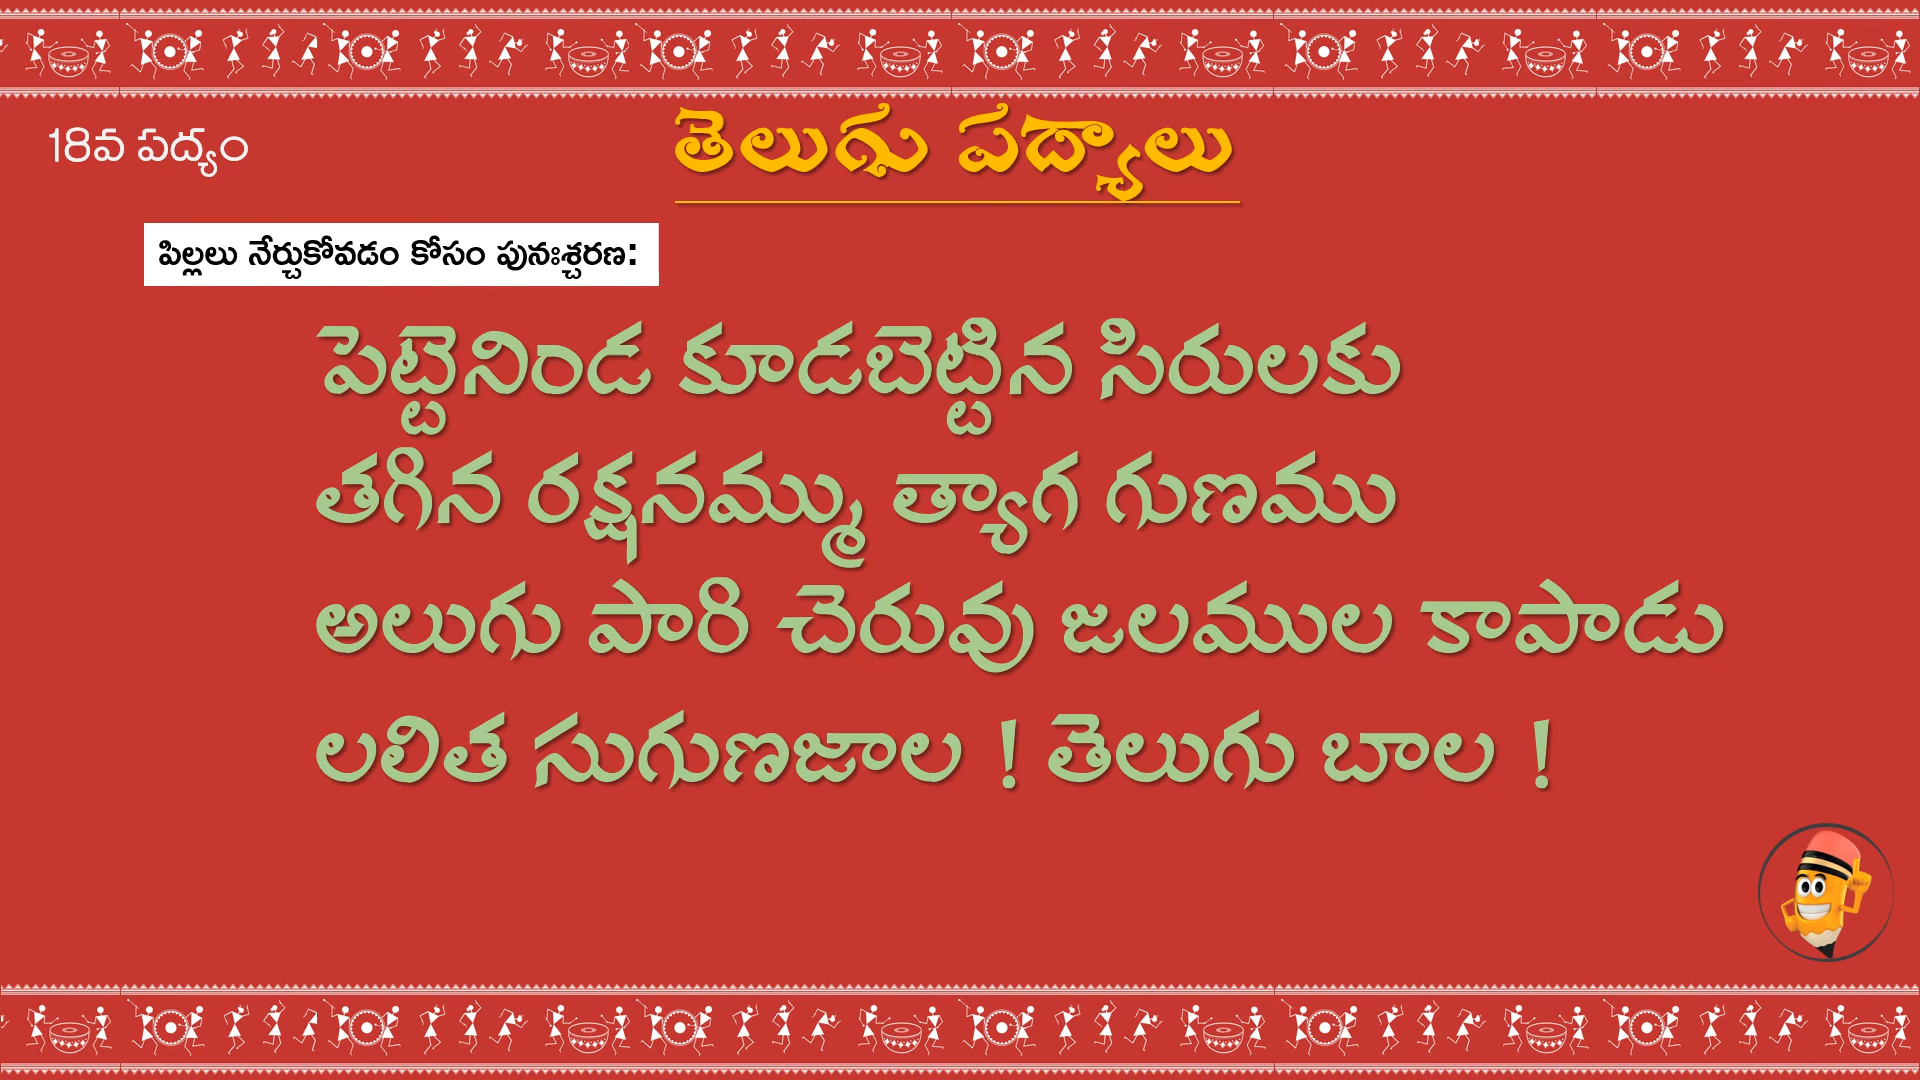 18వ పద్యం
తెలుగు పద్యాలు
పిల్లలు నేర్చుకోవడం కోసం పునఃశ్చరణ:
పెట్టెనిండ కూడబెట్టిన సిరులకు
తగిన రక్షనమ్ము త్యాగ గుణము
అలుగు పారి చెరువు జలముల కాపాడు
లలిత సుగుణజాల ! తెలుగు బాల !